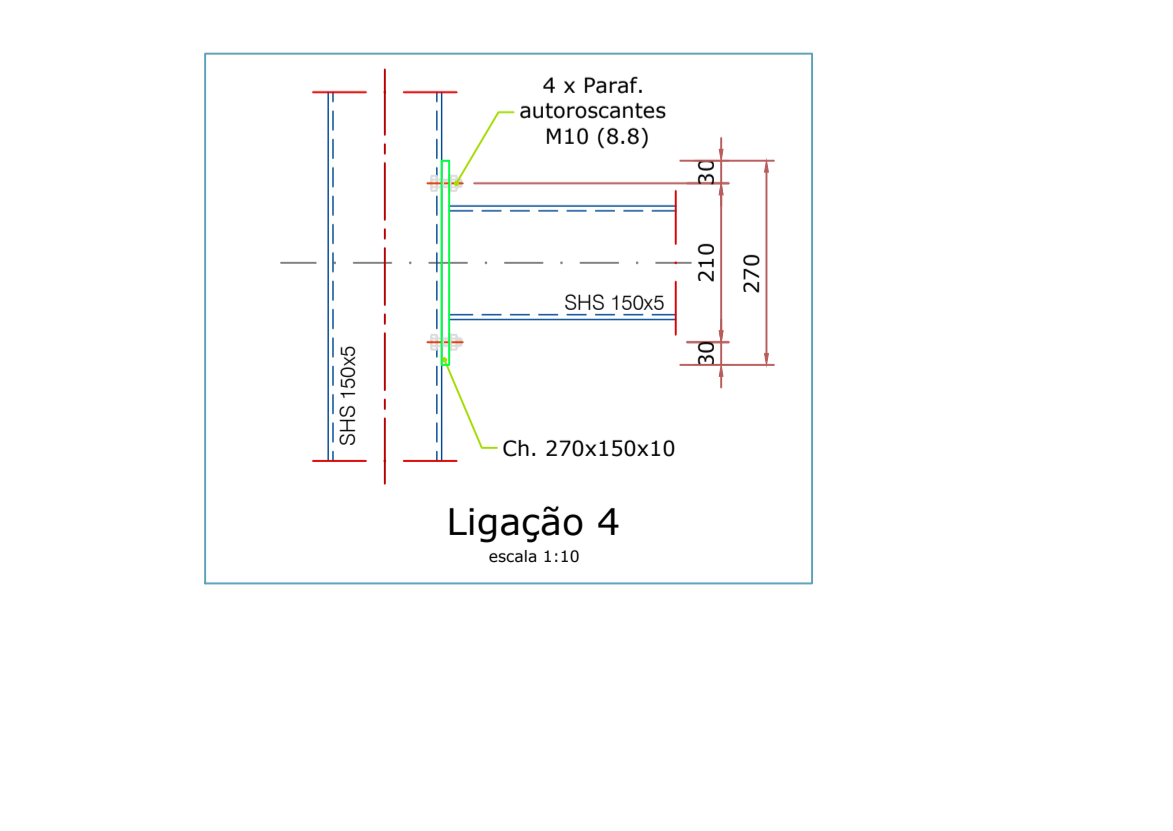 4 x Paraf.
autoroscantes
M10 (8.8)
30
210
270
SHS 150x5
30
SHS 150x5
Ch. 270x150x10
Ligação 4
escala 1:10